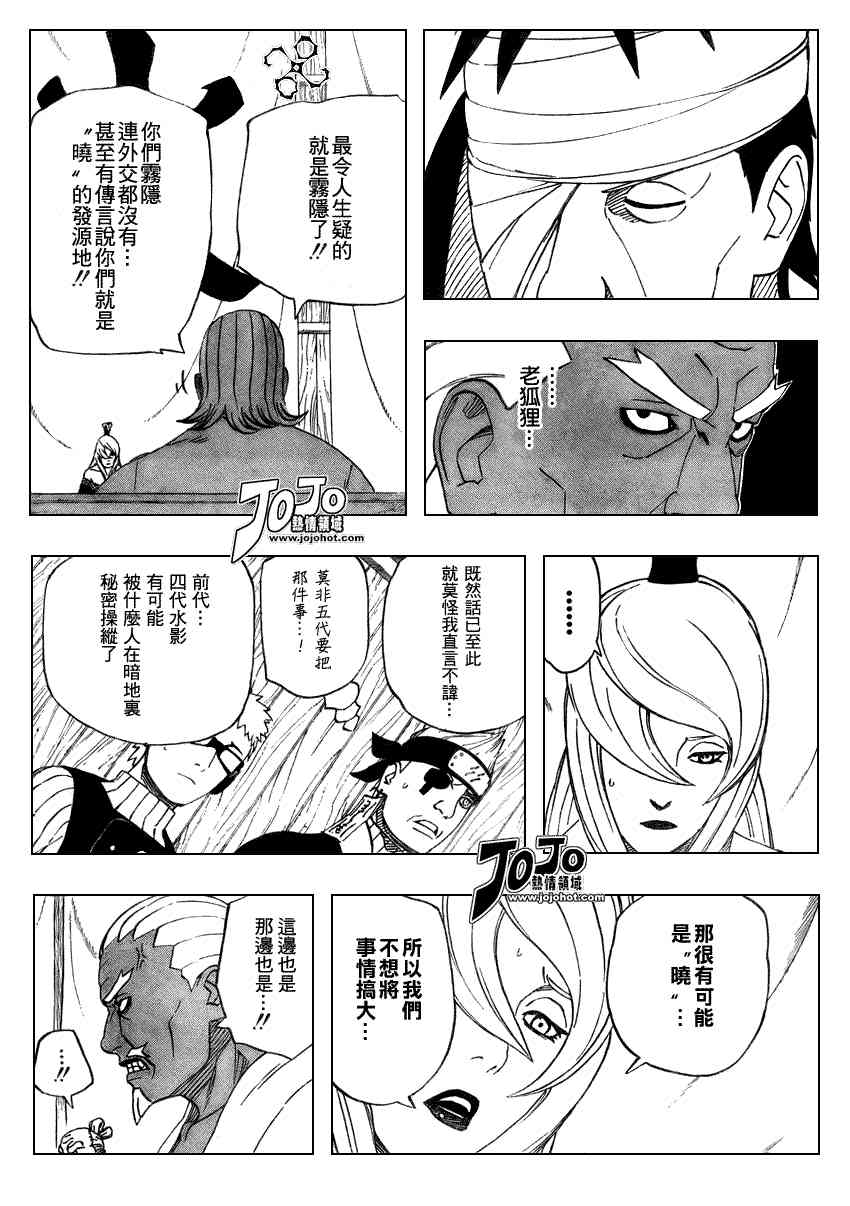 ……
老狐狸…
最令人生疑的
就是霧隱了!!
你們霧隱
連外交都沒有…
甚至有傳言說你們就是
〝曉〞的發源地!!
JOJO
熱情領域
www.jojohot.com
……
既然話已至此
就莫怪我直言不諱…
莫非五代要把
那件事…!
前代…
四代水影
有可能
被什麼人在暗地裏
秘密操縱了
JOJO
熱情領域
www.jojohot.com
那很有可能
是〝曉〞…
所以我們
不想將
事情搞大…
這邊也是
那邊也是…!!
…!!